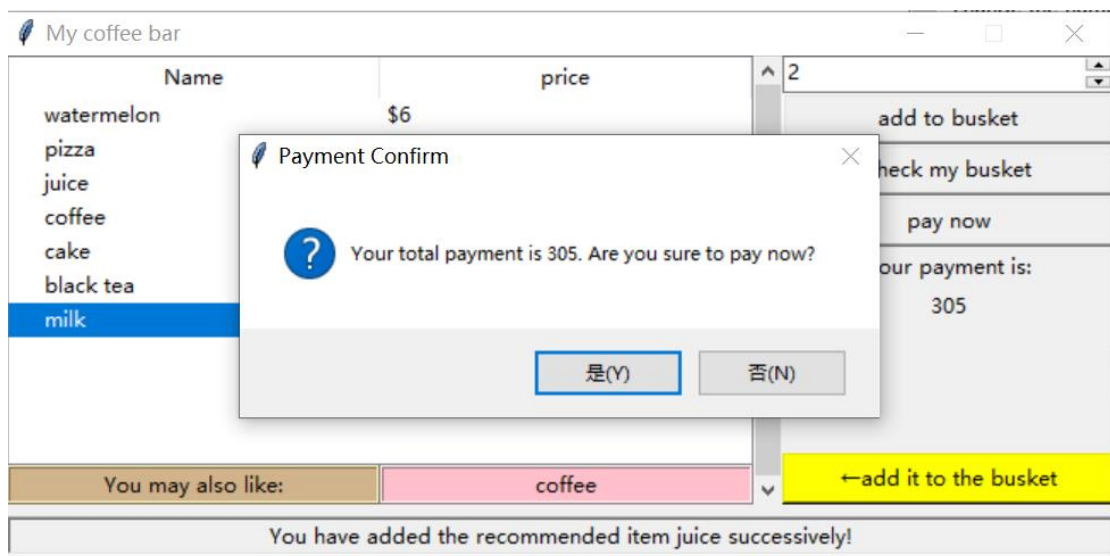 My coffee bar
Name price 2
watermelon $6 add to busket
pizza Payment Confirm
juice heck my busket
coffee pay now
cake ? Your total payment is 305. Are you sure to pay now?
black tea our payment is:
milk 305
是(Y) 否(N)
You may also like: coffee ←add it to the busket
You have added the recommended item juice successively!